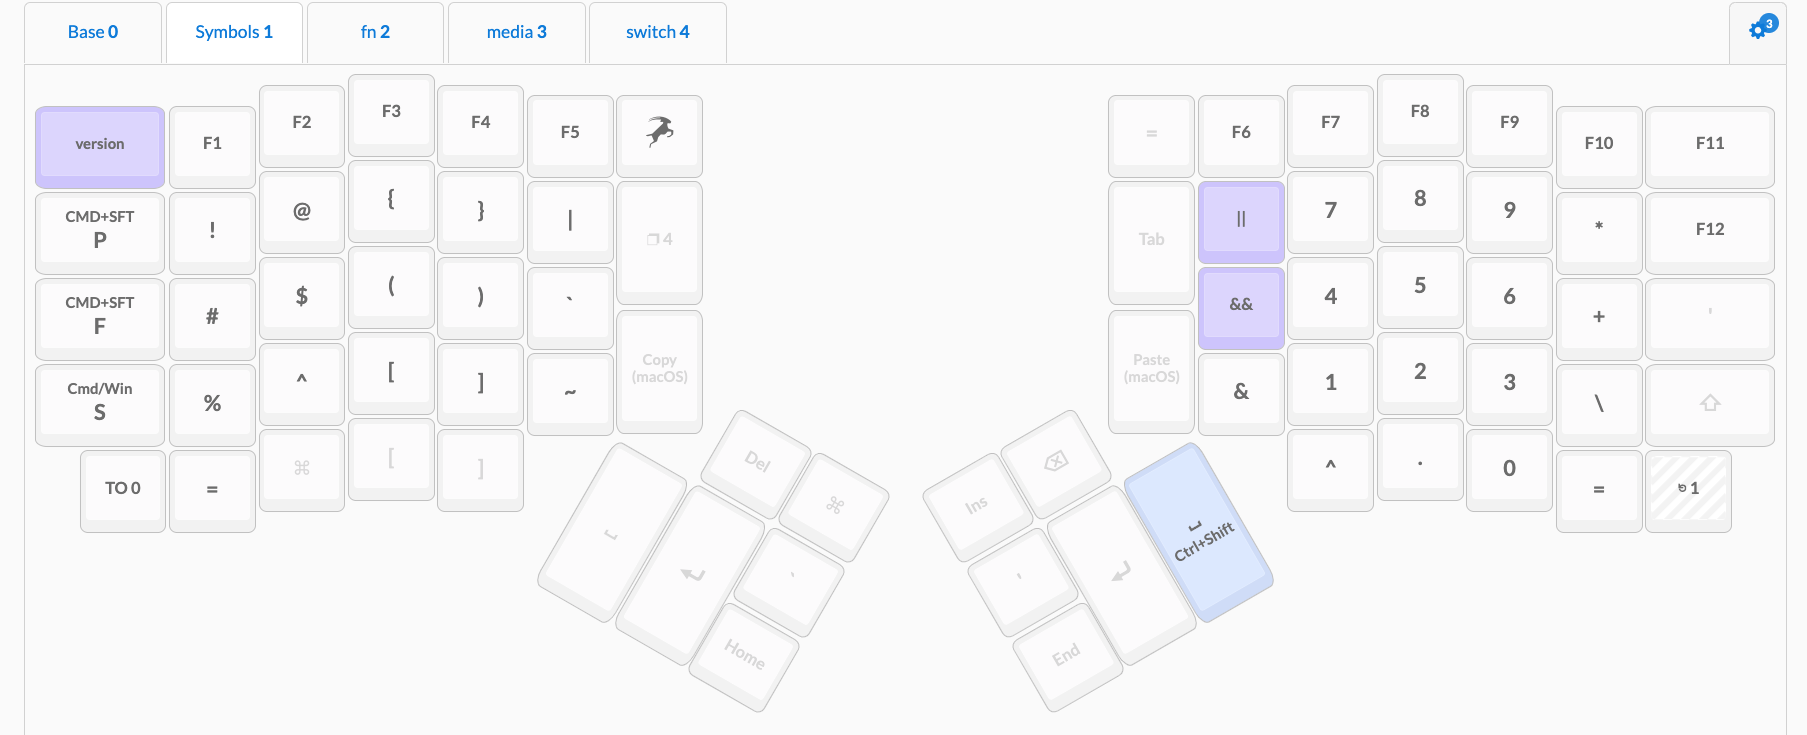 Base 0
Symbols 1
fn 2
media 3
switch 4
3
version
F1
F2
F3
F4
F5
=
F6
F7
F8
F9
F10
F11
CMD+SFT
P
!
@
{
}
|
4
Tab
||
7
8
9
*
F12
CMD+SFT
F
#
$
(
)
`
&&
4
5
6
+
'
Cmd/Win
S
%
^
[
]
~
Copy
(macOS)
Paste
(macOS)
&
1
2
3
\
TO 0
=
⌘
[
]
^
.
0
=
1
Del
⌘
`
Home
Ins
'
End
Ctrl+Shift